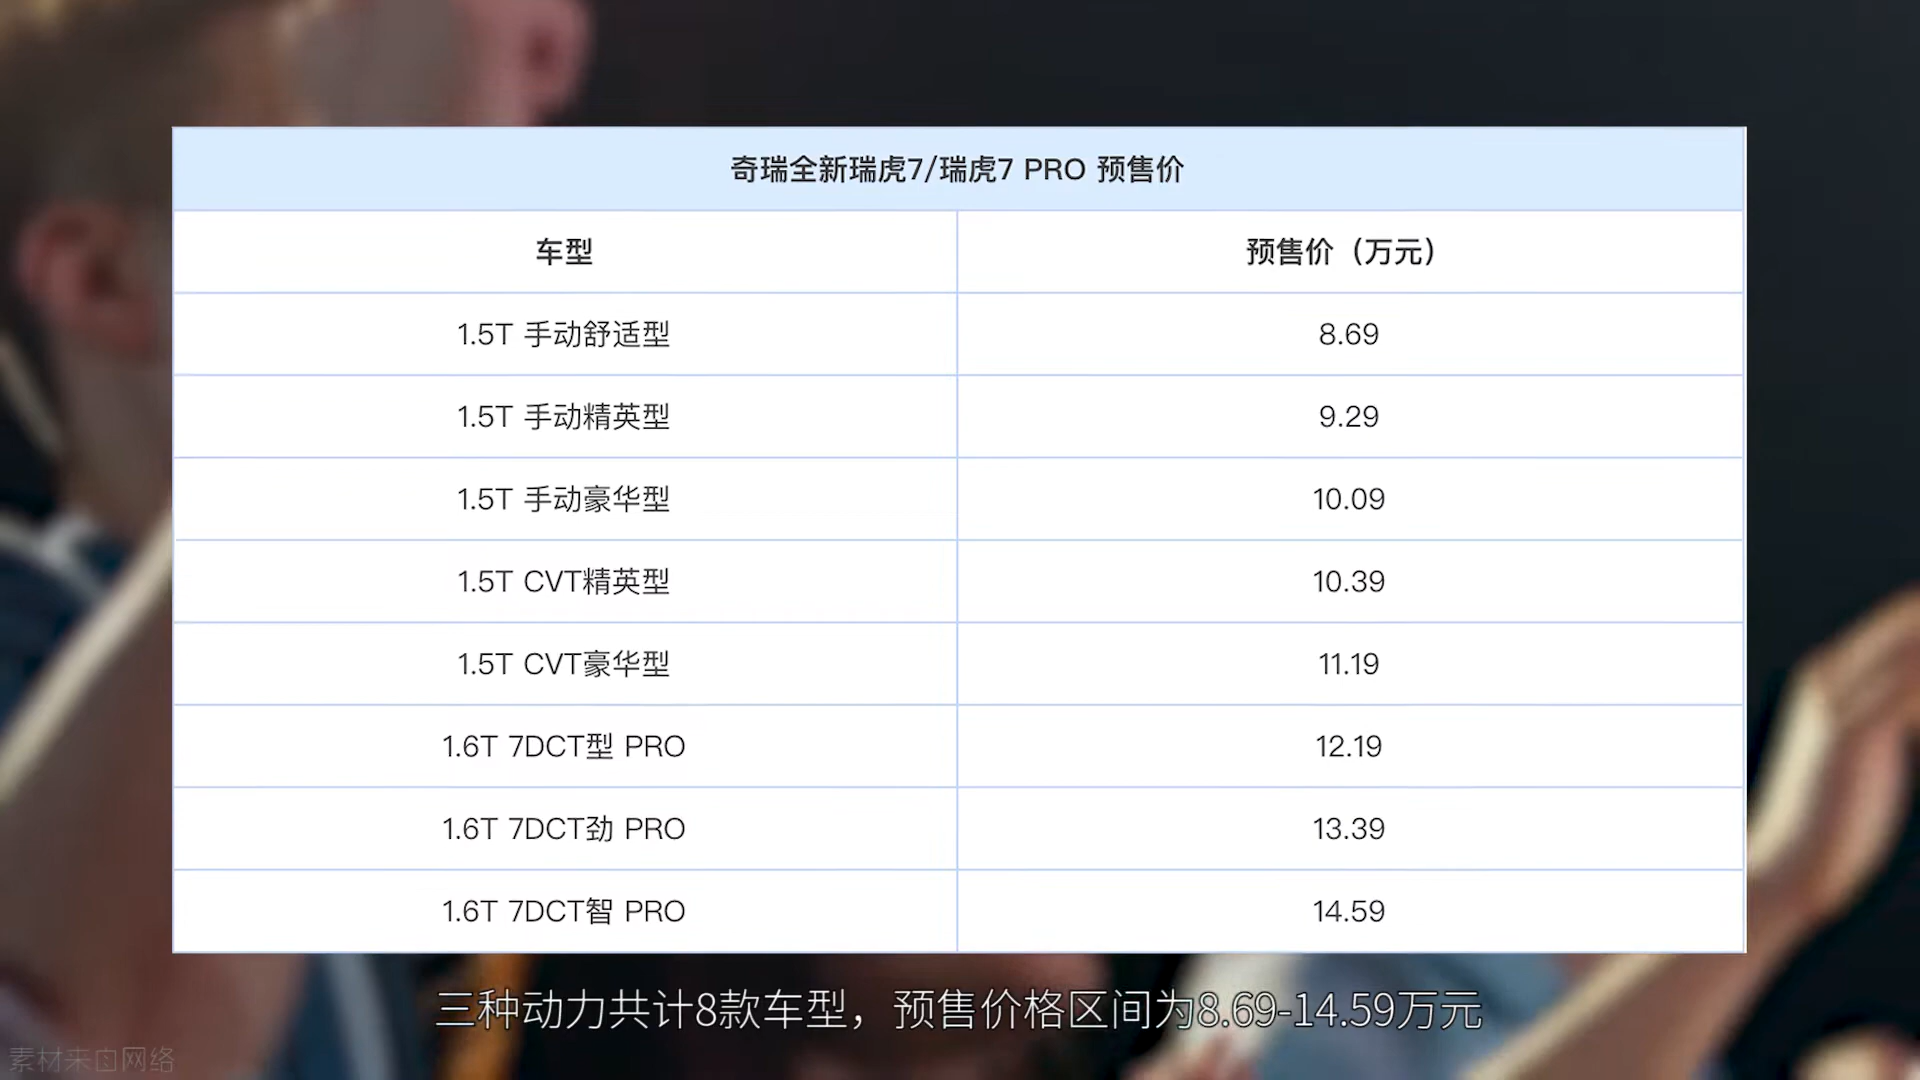 奇瑞全新瑞虎7/瑞虎7 PRO 预售价
车型 预售价（万元）
1.5T 手动舒适型 8.69
1.5T 手动精英型 9.29
1.5T 手动豪华型 10.09
1.5T CVT精英型 10.39
1.5T CVT豪华型 11.19
1.6T 7DCT型 PRO 12.19
1.6T 7DCT劲 PRO 13.39
1.6T 7DCT智 PRO 14.59
三种动力共计8款车型，预售价格区间为8.69-14.59万元
素材来自网络